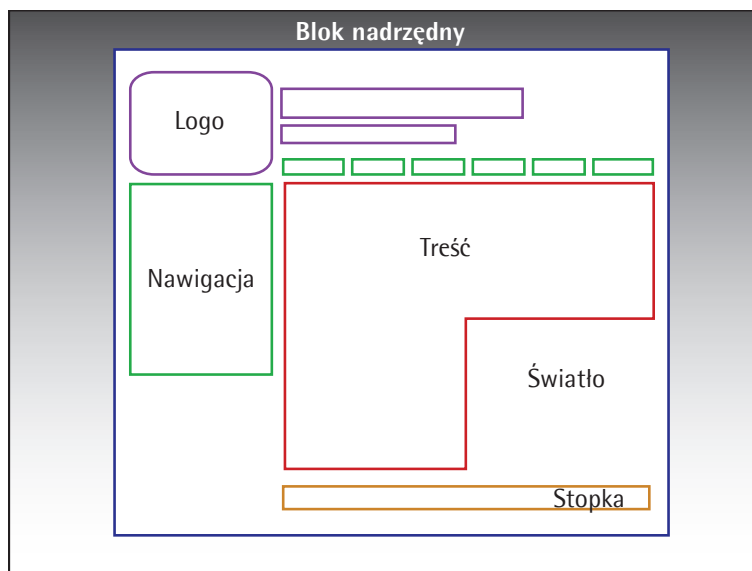 Blok nadrzędny
Logo
Nawigacja
Treść
Światło
Stopka